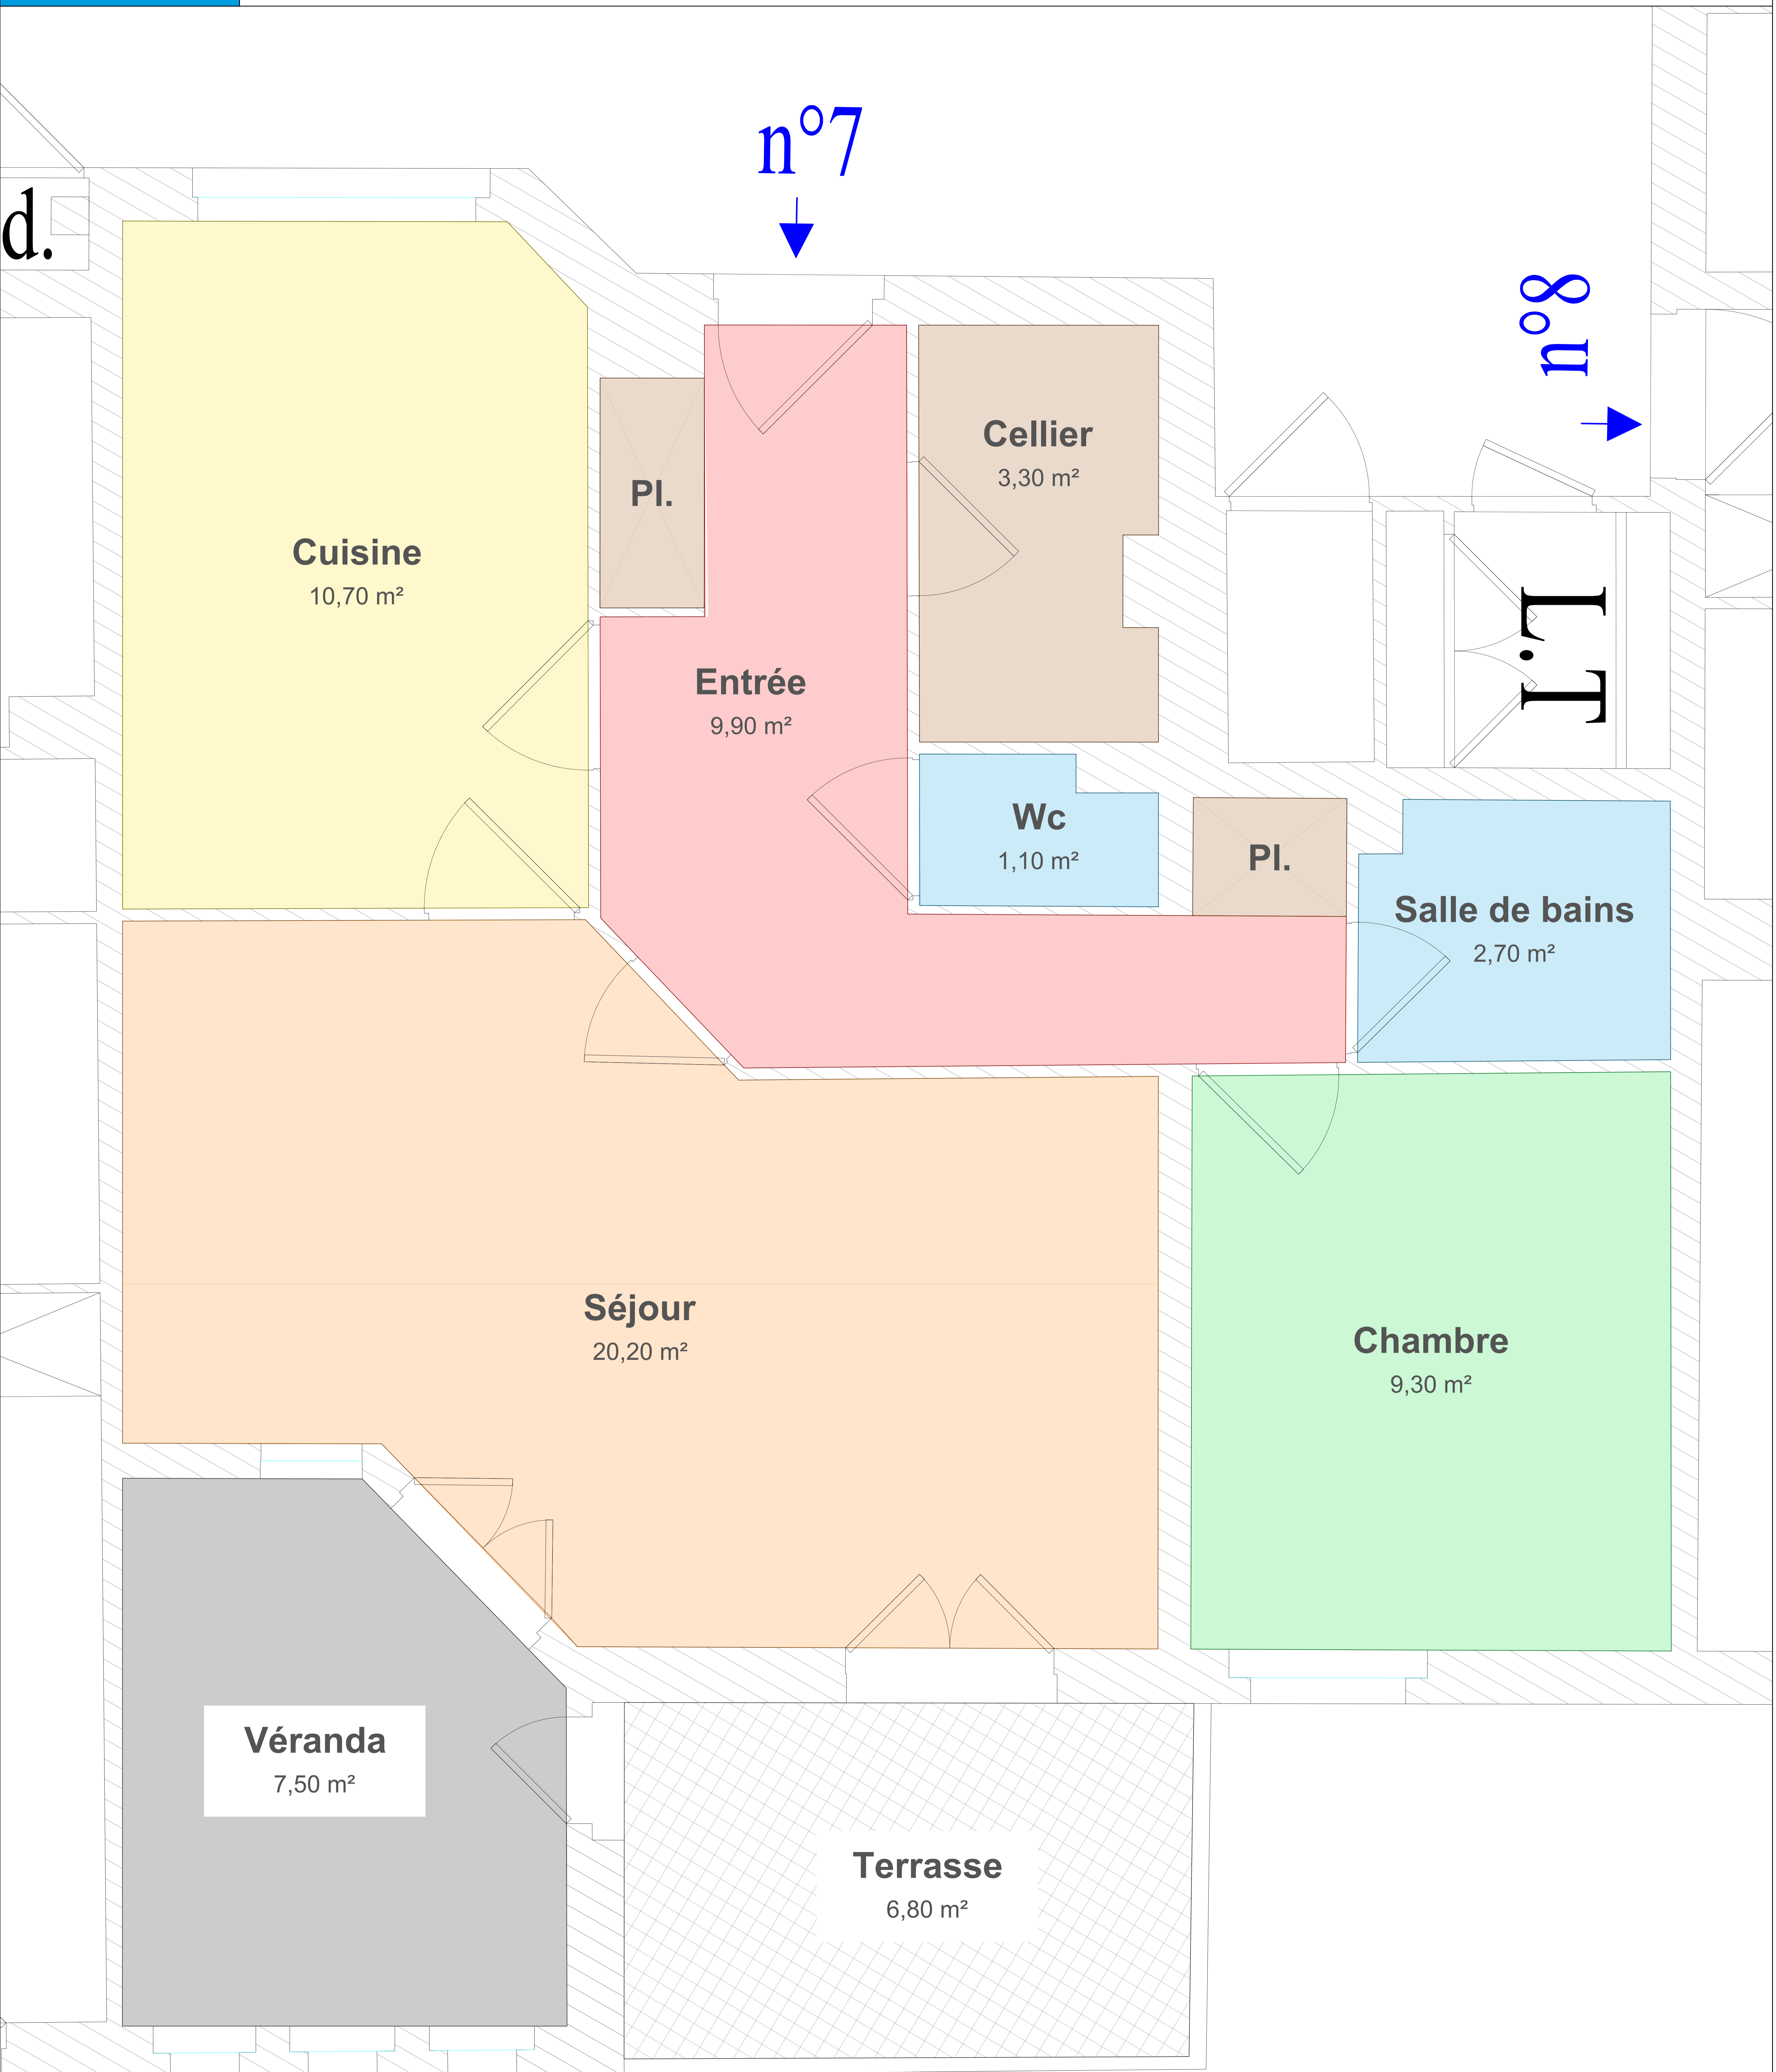 n°7
d.
n°8
Cellier
3,30 m²
Pl.
Cuisine
10,70 m²
L.T
Entrée
9,90 m²
Wc
1,10 m²
Pl.
Salle de bains
2,70 m²
Séjour
20,20 m²
Chambre
9,30 m²
Véranda
7,50 m²
Terrasse
6,80 m²